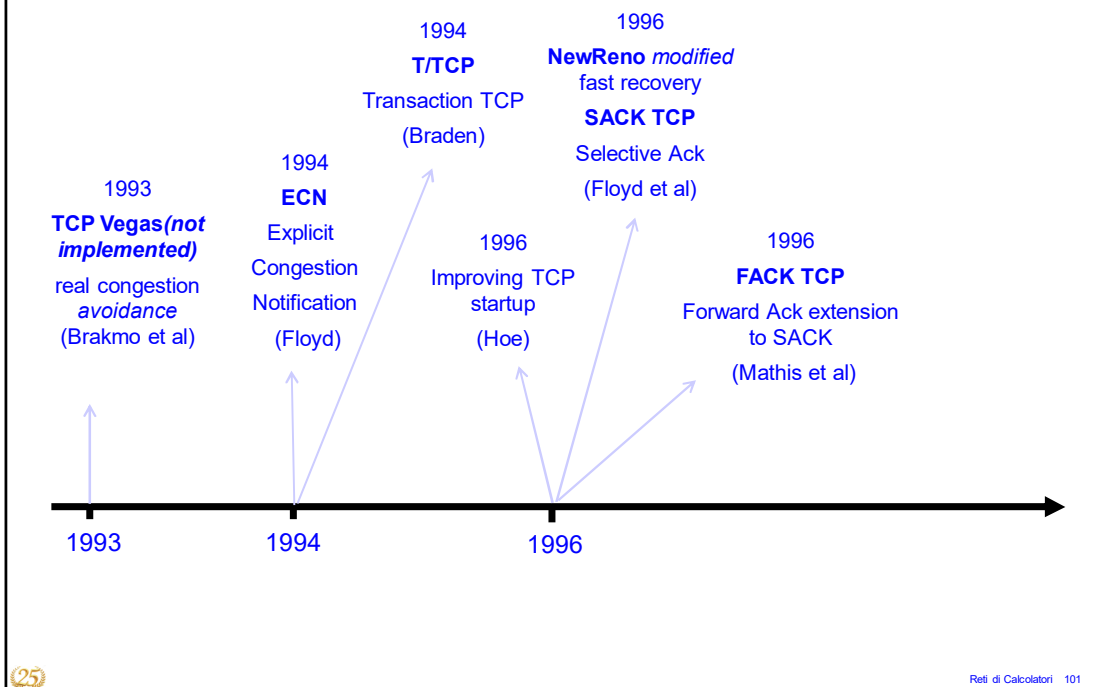 1993
TCP Vegas(not
implemented)
real congestion
avoidance
(Brakmo et al)
1994
ECN
Explicit
Congestion
Notification
(Floyd)
1994
T/TCP
Transaction TCP
(Braden)
1996
Improving TCP
startup
(Hoe)
1996
NewReno modified
fast recovery
SACK TCP
Selective Ack
(Floyd et al)
1996
FACK TCP
Forward Ack extension
to SACK
(Mathis et al)
1993
1994
1996
25
Reti di Calcolatori 101